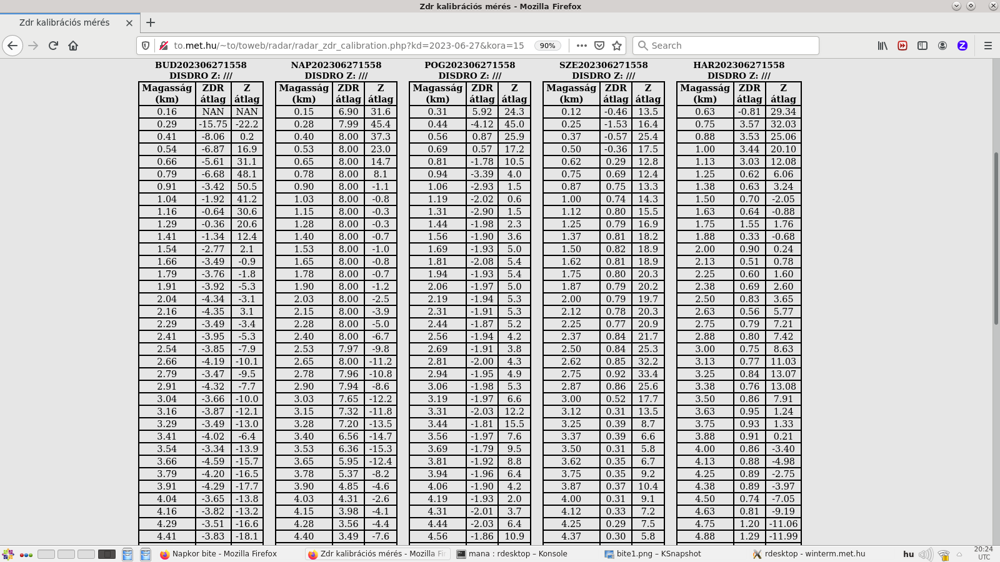 Zdr kalibrációs mérés - Mozilla Firefox
Zdr kalibrációs mérés
to.met.hu/~to/toweb/radar/radar_zdr_calibration.php?kd=2023-06-27&kora=15 90% Search
BUD202306271558 NAP202306271558 POG202306271558 SZE202306271558 HAR202306271558
DISDRO Z: /// DISDRO Z: /// DISDRO Z: /// DISDRO Z: /// DISDRO Z: ///
Magasság ZDR Z Magasság ZDR Z Magasság ZDR Z Magasság ZDR Z Magasság ZDR Z
(km) átlag átlag (km) átlag átlag (km) átlag átlag (km) átlag átlag (km) átlag átlag
0.16 NAN NAN 0.15 6.90 31.6 0.31 5.92 24.3 0.12 -0.46 13.5 0.63 -0.81 29.34
0.29 -15.75 -22.2 0.28 7.99 45.4 0.44 -4.12 45.0 0.25 -1.53 16.4 0.75 3.57 32.03
0.41 -8.06 0.2 0.40 8.00 37.3 0.56 0.87 25.9 0.37 -0.57 25.4 0.88 3.53 25.06
0.54 -6.87 16.9 0.53 8.00 23.0 0.69 0.57 17.2 0.50 -0.36 17.5 1.00 3.44 20.10
0.66 -5.61 31.1 0.65 8.00 14.7 0.81 -1.78 10.5 0.62 0.29 12.8 1.13 3.03 12.08
0.79 -6.68 48.1 0.78 8.00 8.1 0.94 -3.39 4.0 0.75 0.69 12.4 1.25 0.62 6.06
0.91 -3.42 50.5 0.90 8.00 -1.1 1.06 -2.93 1.5 0.87 0.75 13.3 1.38 0.63 3.24
1.04 -1.92 41.2 1.03 8.00 -0.8 1.19 -2.02 0.6 1.00 0.74 14.3 1.50 0.70 -2.05
1.16 -0.64 30.6 1.15 8.00 -0.3 1.31 -2.90 1.5 1.12 0.80 15.5 1.63 0.64 -0.88
1.29 -0.36 20.6 1.28 8.00 -0.3 1.44 -1.98 2.3 1.25 0.79 16.9 1.75 1.55 1.76
1.41 -1.34 12.4 1.40 8.00 -0.7 1.56 -1.90 3.6 1.37 0.81 18.2 1.88 0.33 -0.68
1.54 -2.77 2.1 1.53 8.00 -1.0 1.69 -1.93 5.0 1.50 0.82 18.9 2.00 0.90 0.24
1.66 -3.49 -0.9 1.65 8.00 -0.8 1.81 -2.08 5.4 1.62 0.81 18.9 2.13 0.51 0.78
1.79 -3.76 -1.8 1.78 8.00 -0.7 1.94 -1.93 5.4 1.75 0.80 20.3 2.25 0.60 1.60
1.91 -3.92 -5.3 1.90 8.00 -1.2 2.06 -1.97 5.0 1.87 0.79 20.2 2.38 0.69 2.60
2.04 -4.34 -3.1 2.03 8.00 -2.5 2.19 -1.94 5.3 2.00 0.79 19.7 2.50 0.83 3.65
2.16 -4.35 3.1 2.15 8.00 -3.9 2.31 -1.91 5.3 2.12 0.78 20.3 2.63 0.56 5.77
2.29 -3.49 -3.4 2.28 8.00 -5.0 2.44 -1.87 5.2 2.25 0.77 20.9 2.75 0.79 7.21
2.41 -3.95 -5.3 2.40 8.00 -6.7 2.56 -1.94 4.2 2.37 0.84 21.7 2.88 0.80 7.42
2.54 -3.85 -7.9 2.53 7.97 -9.8 2.69 -1.91 3.8 2.50 0.84 25.3 3.00 0.75 8.63
2.66 -4.19 -10.1 2.65 8.00 -11.2 2.81 -2.00 4.3 2.62 0.85 32.2 3.13 0.77 11.03
2.79 -3.47 -9.5 2.78 7.96 -10.8 2.94 -1.95 4.9 2.75 0.92 33.4 3.25 0.84 13.07
2.91 -4.32 -7.7 2.90 7.94 -8.6 3.06 -1.98 5.3 2.87 0.86 25.6 3.38 0.76 13.08
3.04 -3.66 -10.0 3.03 7.65 -12.2 3.19 -1.97 6.6 3.00 0.52 17.7 3.50 0.86 7.91
3.16 -3.87 -12.1 3.15 7.32 -11.8 3.31 -2.03 12.2 3.12 0.31 13.5 3.63 0.95 1.24
3.29 -3.49 -13.0 3.28 7.20 -13.5 3.44 -1.81 15.5 3.25 0.39 8.7 3.75 0.93 1.33
3.41 -4.02 -6.4 3.40 6.56 -14.7 3.56 -1.97 7.6 3.37 0.39 6.6 3.88 0.91 0.21
3.54 -3.34 -13.9 3.53 6.36 -15.3 3.69 -1.79 9.5 3.50 0.31 5.8 4.00 0.86 -3.40
3.66 -4.59 -15.7 3.65 5.95 -12.4 3.81 -1.92 8.8 3.62 0.35 6.7 4.13 0.88 -4.98
3.79 -4.20 -16.5 3.78 5.37 -8.2 3.94 -1.96 6.4 3.75 0.35 9.2 4.25 0.89 -2.75
3.91 -4.29 -17.7 3.90 4.85 -4.6 4.06 -1.90 4.2 3.87 0.37 10.4 4.38 0.89 -3.97
4.04 -3.65 -13.8 4.03 4.31 -2.6 4.19 -1.93 2.0 4.00 0.31 9.1 4.50 0.74 -7.05
4.16 -3.82 -13.2 4.15 3.98 -4.1 4.31 -2.01 3.7 4.12 0.33 7.2 4.63 0.81 -9.19
4.29 -3.51 -16.6 4.28 3.56 -4.4 4.44 -2.03 6.4 4.25 0.29 7.5 4.75 1.20 -11.06
4.41 -3.83 -18.1 4.40 3.49 -7.6 4.56 -1.86 10.9 4.37 0.30 5.8 4.88 1.29 -11.99
Napkor bite - Mozilla Firefox Zdr kalibrációs mérés - Mozilla Fir mana : rdesktop – Konsole bite1.png – KSnapshot rdesktop - winterm.met.hu hu 20:24
UTC